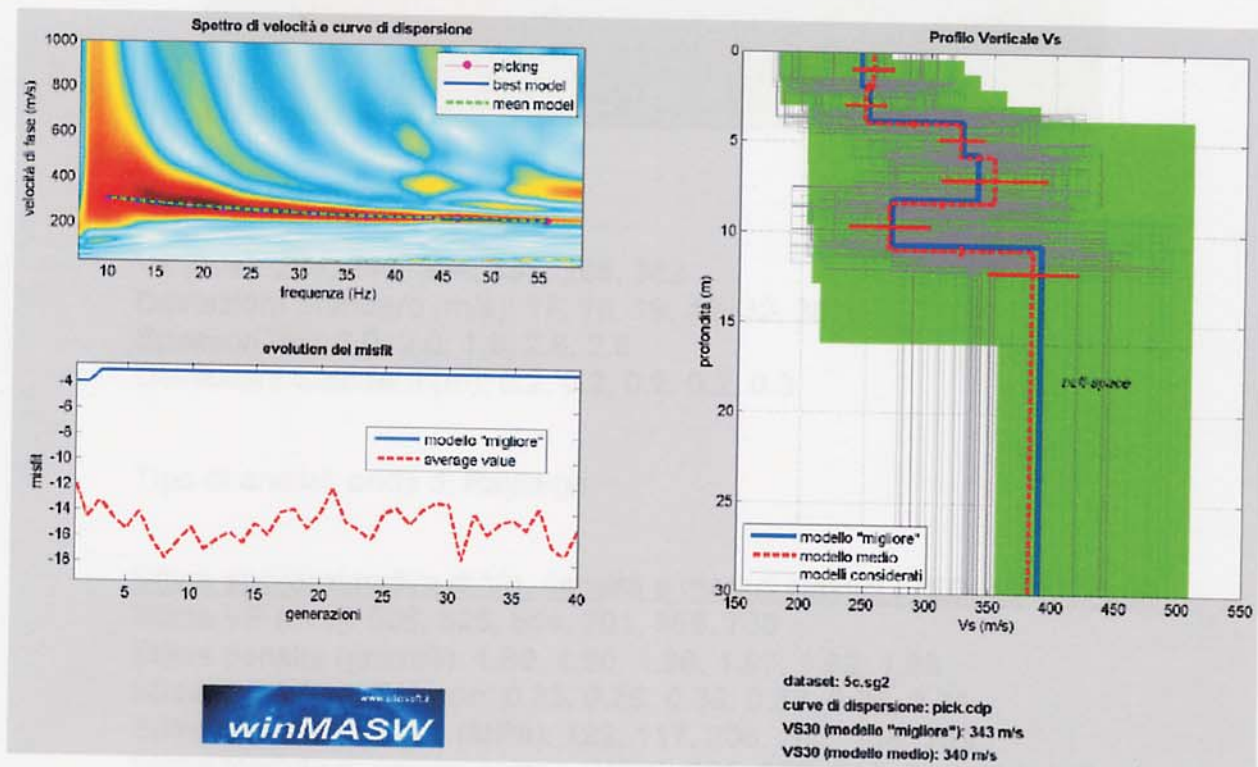 Spettro di velocità e curve di dispersione
1000
800
600
400
200
velocità di fase (m/s)
picking
best model
mean model
10 15 20 25 30 35 40 45 50 55
frequenza (Hz)
evolution del misfit
-4
-6
-8
-10
-12
-14
-16
-18
misfit
modello "migliore"
average value
5 10 15 20 25 30 35 40
generazioni
www.eliosoft.it
winMASW
Profilo Verticale Vs
0
5
10
15
20
25
30
profondita (m)
half-space
modello "migliore"
modello medio
modelli considerati
150 200 250 300 350 400 450 500 550
Vs (m/s)
dataset: 5c.sg2
curve di dispersione: pick.cdp
VS30 (modello "migliore"): 343 m/s
VS30 (modello medio): 340 m/s